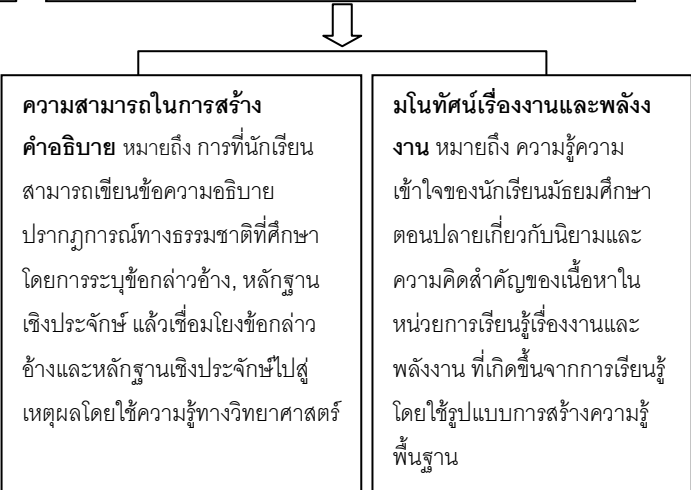 ความสามารถในการสร้าง
คำอธิบาย หมายถึง การที่นักเรียน
สามารถเขียนข้อความอธิบาย
ปรากฏการณ์ทางธรรมชาติที่ศึกษา
โดยการระบุข้อกล่าวอ้าง, หลักฐาน
เชิงประจักษ์ แล้วเชื่อมโยงข้อกล่าว
อ้างและหลักฐานเชิงประจักษ์ไปสู่
เหตุผลโดยใช้ความรู้ทางวิทยาศาสตร์
มโนทัศน์เรื่องงานและพลังง
งาน หมายถึง ความรู้ความ
เข้าใจของนักเรียนมัธยมศึกษา
ตอนปลายเกี่ยวกับนิยามและ
ความคิดสำคัญของเนื้อหาใน
หน่วยการเรียนรู้เรื่องงานและ
พลังงาน ที่เกิดขึ้นจากการเรียนรู้
โดยใช้รูปแบบการสร้างความรู้
พื้นฐาน